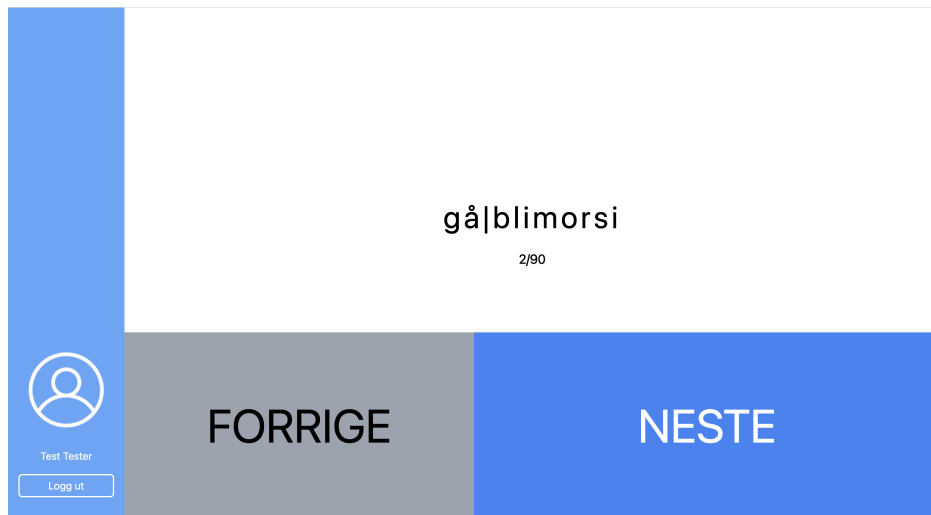 gå|blimorsi
2/90
FORRIGE
NESTE
Test Tester
Logg ut